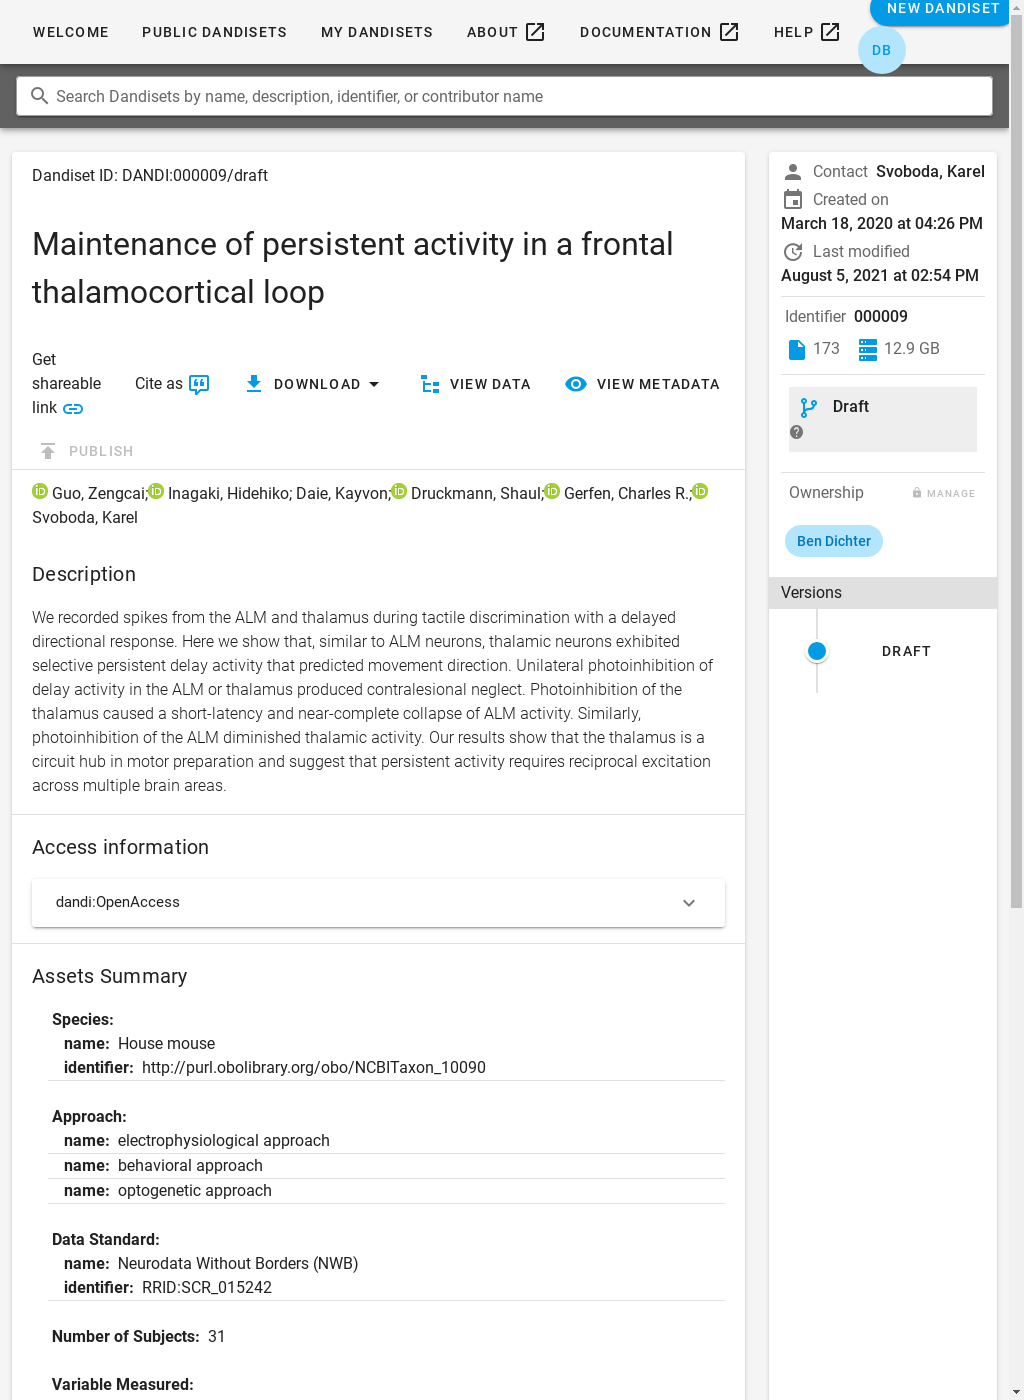 WELCOME
PUBLIC DANDISETS
MY DANDISETS
ABOUT
DOCUMENTATION
HELP
NEW DANDISET
DB
Search Dandisets by name, description, identifier, or contributor name
Dandiset ID: DANDI:000009/draft
Maintenance of persistent activity in a frontal
thalamocortical loop
Get
shareable
link
Cite as
DOWNLOAD
VIEW DATA
VIEW METADATA
PUBLISH
Guo, Zengcai; Inagaki, Hidehiko; Daie, Kayvon; Druckmann, Shaul; Gerfen, Charles R.;
Svoboda, Karel
Description
We recorded spikes from the ALM and thalamus during tactile discrimination with a delayed
directional response. Here we show that, similar to ALM neurons, thalamic neurons exhibited
selective persistent delay activity that predicted movement direction. Unilateral photoinhibition of
delay activity in the ALM or thalamus produced contralesional neglect. Photoinhibition of the
thalamus caused a short-latency and near-complete collapse of ALM activity. Similarly,
photoinhibition of the ALM diminished thalamic activity. Our results show that the thalamus is a
circuit hub in motor preparation and suggest that persistent activity requires reciprocal excitation
across multiple brain areas.
Access information
dandi:OpenAccess
Assets Summary
Species:
name: House mouse
identifier: http://purl.obolibrary.org/obo/NCBITaxon_10090
Approach:
name: electrophysiological approach
name: behavioral approach
name: optogenetic approach
Data Standard:
name: Neurodata Without Borders (NWB)
identifier: RRID:SCR_015242
Number of Subjects: 31
Variable Measured:
Contact Svoboda, Karel
Created on
March 18, 2020 at 04:26 PM
Last modified
August 5, 2021 at 02:54 PM
Identifier 000009
173 12.9 GB
Draft
Ownership
MANAGE
Ben Dichter
Versions
DRAFT